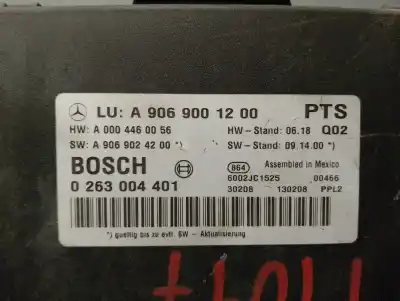 LU: A 906 900 12 00 PTS
HW: A 000 446 00 56 HW-Stand: 06.18 Q02
SW: A 906 902 42 00 *) SW-Stand: 09.14.00 *)
BOSCH 864 Assembled in Mexico
6002JC1525 00466
0 263 004 401 30208 130208 PPL2
*) gueltig bis zu evtl. SW - Aktualisierung